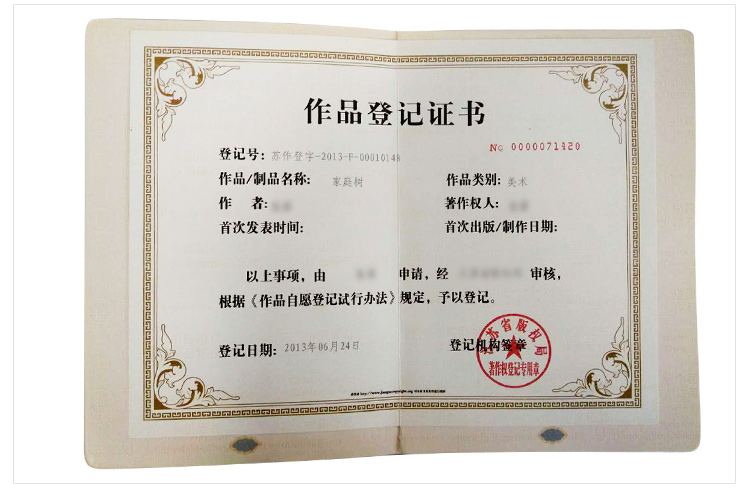 作品登记证书
No 0000071420
登记号: 苏作登字-2013-F-00010148
作品/制品名称: 家庭树 作品类别: 美术
作 者: 著作权人:
首次发表时间: 首次出版/制作日期:
以上事项, 由 申请, 经 审核,
根据《作品自愿登记试行办法》规定, 予以登记。
登记日期: 2013年06月24日 登记机构签章
苏省版权局
著作权登记专用章